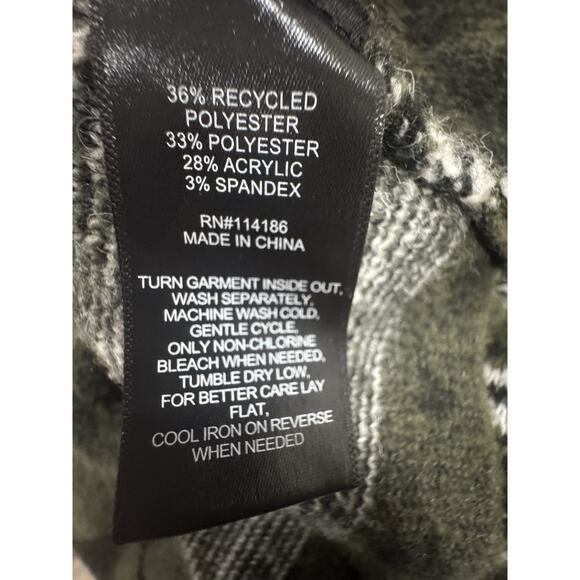 36% RECYCLED
POLYESTER
33% POLYESTER
28% ACRYLIC
3% SPANDEX
RN#114186
MADE IN CHINA
TURN GARMENT INSIDE OUT,
WASH SEPARATELY,
MACHINE WASH COLD,
GENTLE CYCLE,
ONLY NON-CHLORINE
BLEACH WHEN NEEDED,
TUMBLE DRY LOW,
FOR BETTER CARE LAY
FLAT,
COOL IRON ON REVERSE
WHEN NEEDED